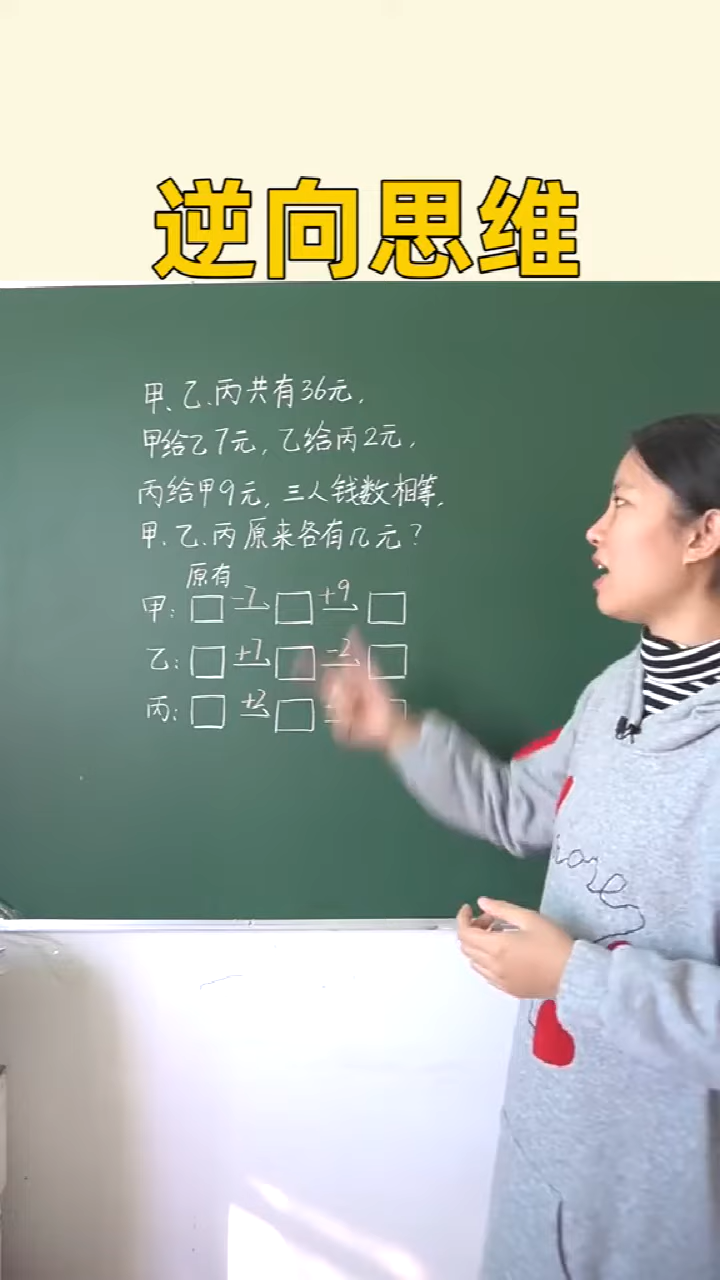 逆向思维
甲、乙、丙共有36元，
甲给乙7元，乙给丙2元，
丙给甲9元，三人钱数相等，
甲、乙、丙原来各有几元？
原有
甲：□ -7 □ +9 □
乙：□ +7 □ -2 □
丙：□ +2 □